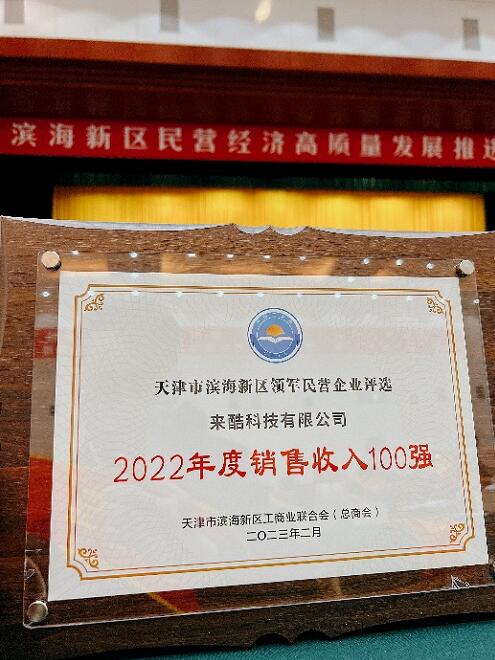 滨海新区民营经济高质量发展推进
天津市滨海新区领军民营企业评选
来酷科技有限公司
2022年度销售收入100强
天津市滨海新区工商业联合会（总商会）
二〇二三年二月